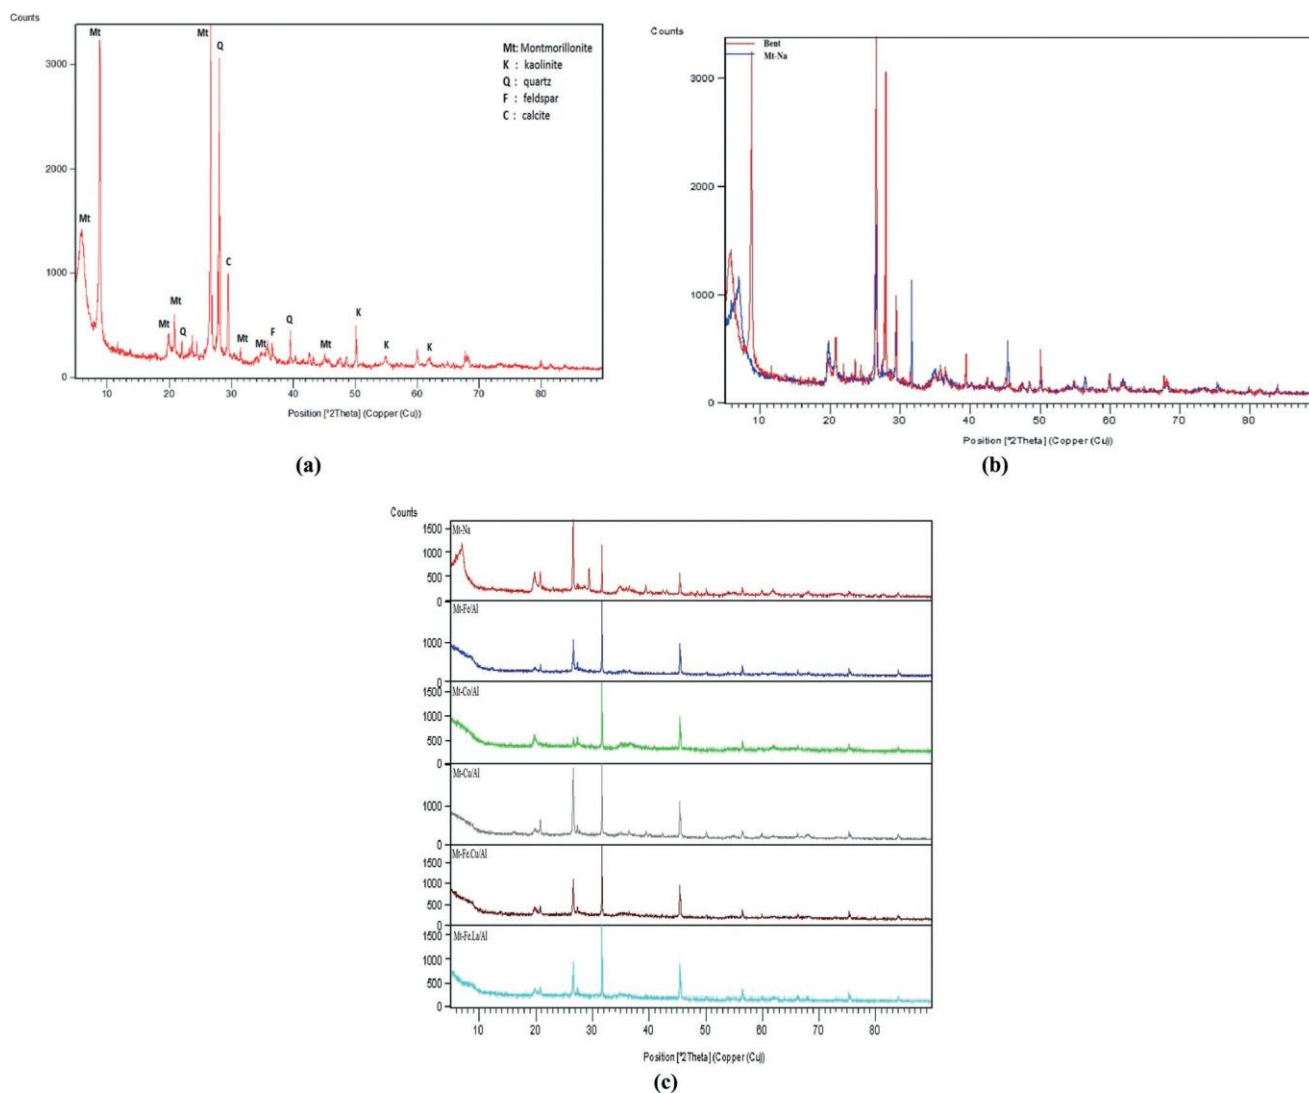 Counts
Mt
Mt
Q
Mt: Montmorillonite
K : kaolinite
Q : quartz
F : feldspar
C : calcite
3000
2000
Mt
C
1000
Mt
Mt
Q
Mt
Mt
F
Q
Mt
K
K
K
0
10 20 30 40 50 60 70 80
Position [°2Theta] (Copper (Cu))
(a)
Counts
Bent
Mt-Na
3000
2000
1000
0
10 20 30 40 50 60 70 80
Position [°2Theta] (Copper (Cu))
(b)
Counts
Mt-Na
1500
1000
500
0
Mt-Fe/Al
1000
0
Mt-Co/Al
1500
1000
500
0
Mt-Cu/Al
1000
0
Mt-Fe.Cu/Al
1500
1000
500
0
Mt-Fe.La/Al
1500
1000
500
0
10 20 30 40 50 60 70 80
Position [°2Theta] (Copper (Cu))
(c)